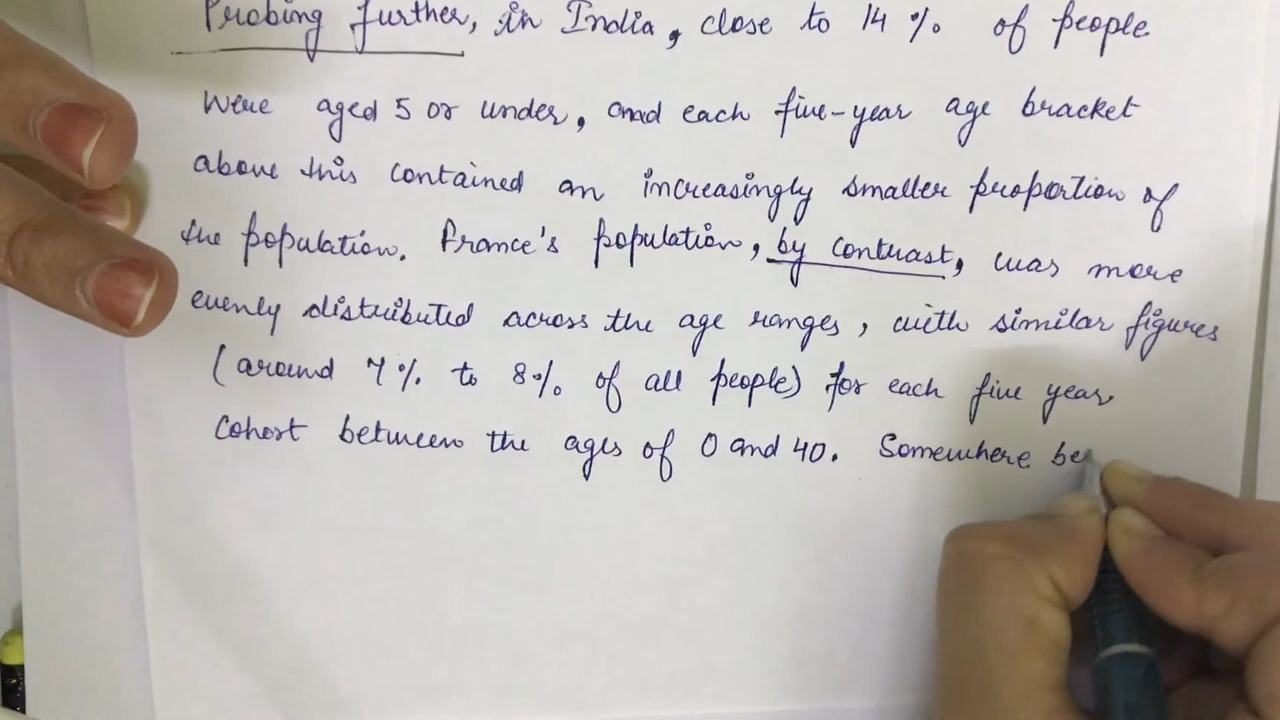 Probing further, in India, close to 14 % of people
were aged 5 or under, and each five-year age bracket
above this contained an increasingly smaller proportion of
the population. France's population, by contrast, was more
evenly distributed across the age ranges, with similar figures
(around 7% to 8% of all people) for each five year
cohort between the ages of 0 and 40. Somewhere be